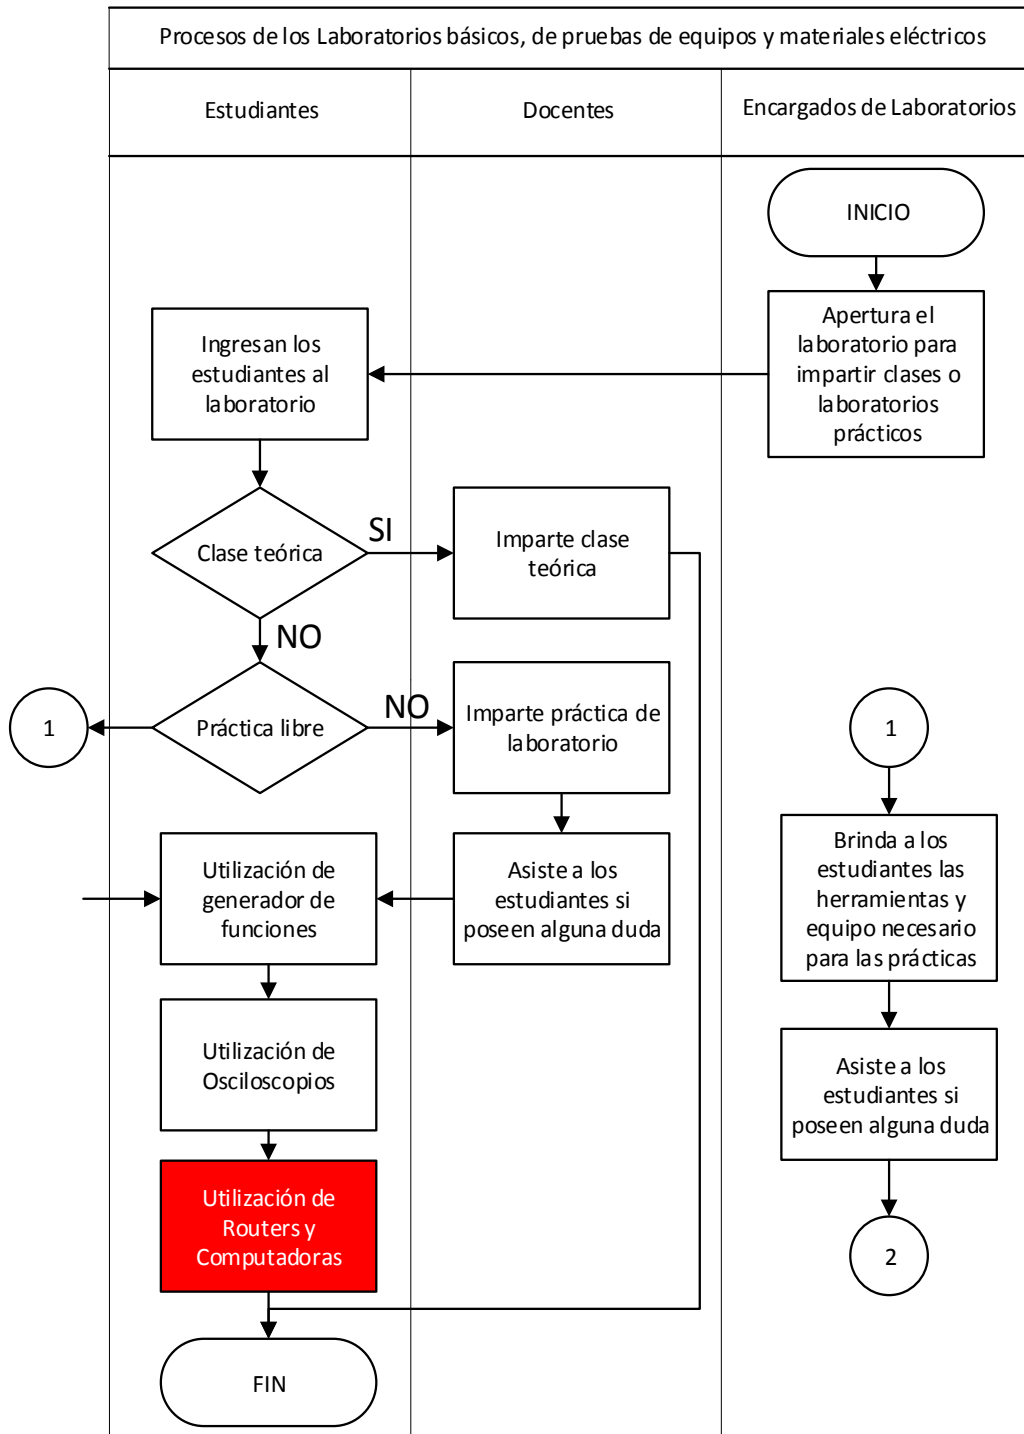 Procesos de los Laboratorios básicos, de pruebas de equipos y materiales eléctricos
Estudiantes
Docentes
Encargados de Laboratorios
INICIO
Apertura el
laboratorio para
impartir clases o
laboratorios
prácticos
Ingresan los
estudiantes al
laboratorio
Clase teórica
SI
Imparte clase
teórica
NO
1
Práctica libre
NO
Imparte práctica de
laboratorio
1
Utilización de
generador de
funciones
Asiste a los
estudiantes si
poseen alguna duda
Brinda a los
estudiantes las
herramientas y
equipo necesario
para las prácticas
Utilización de
Osciloscopios
Asiste a los
estudiantes si
poseen alguna duda
Utilización de
Routers y
Computadoras
2
FIN